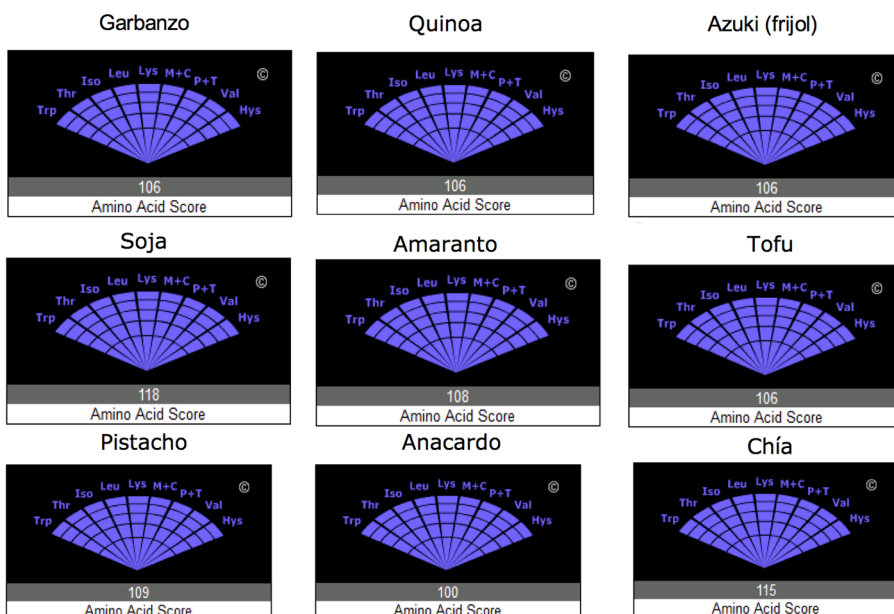 Garbanzo
Quinoa
Azuki (frijol)
Trp Thr Iso Leu Lys M+C P+T Val Hys ©
106
Amino Acid Score
Trp Thr Iso Leu Lys M+C P+T Val Hys ©
106
Amino Acid Score
Trp Thr Iso Leu Lys M+C P+T Val Hys ©
106
Amino Acid Score
Soja
Amaranto
Tofu
Trp Thr Iso Leu Lys M+C P+T Val Hys ©
118
Amino Acid Score
Trp Thr Iso Leu Lys M+C P+T Val Hys ©
108
Amino Acid Score
Trp Thr Iso Leu Lys M+C P+T Val Hys ©
106
Amino Acid Score
Pistacho
Anacardo
Chía
Trp Thr Iso Leu Lys M+C P+T Val Hys ©
109
Amino Acid Score
Trp Thr Iso Leu Lys M+C P+T Val Hys ©
100
Amino Acid Score
Trp Thr Iso Leu Lys M+C P+T Val Hys ©
115
Amino Acid Score